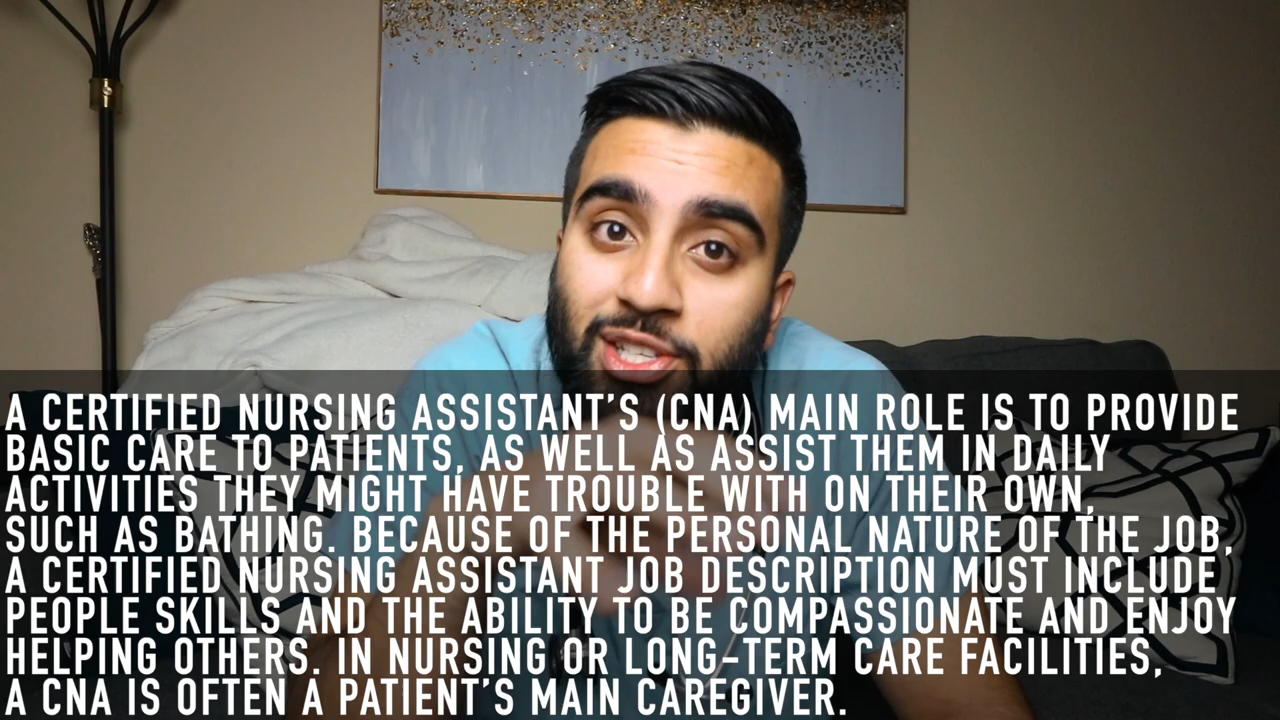 A CERTIFIED NURSING ASSISTANT'S (CNA) MAIN ROLE IS TO PROVIDE
BASIC CARE TO PATIENTS, AS WELL AS ASSIST THEM IN DAILY
ACTIVITIES THEY MIGHT HAVE TROUBLE WITH ON THEIR OWN,
SUCH AS BATHING. BECAUSE OF THE PERSONAL NATURE OF THE JOB,
A CERTIFIED NURSING ASSISTANT JOB DESCRIPTION MUST INCLUDE
PEOPLE SKILLS AND THE ABILITY TO BE COMPASSIONATE AND ENJOY
HELPING OTHERS. IN NURSING OR LONG-TERM CARE FACILITIES,
A CNA IS OFTEN A PATIENT'S MAIN CAREGIVER.